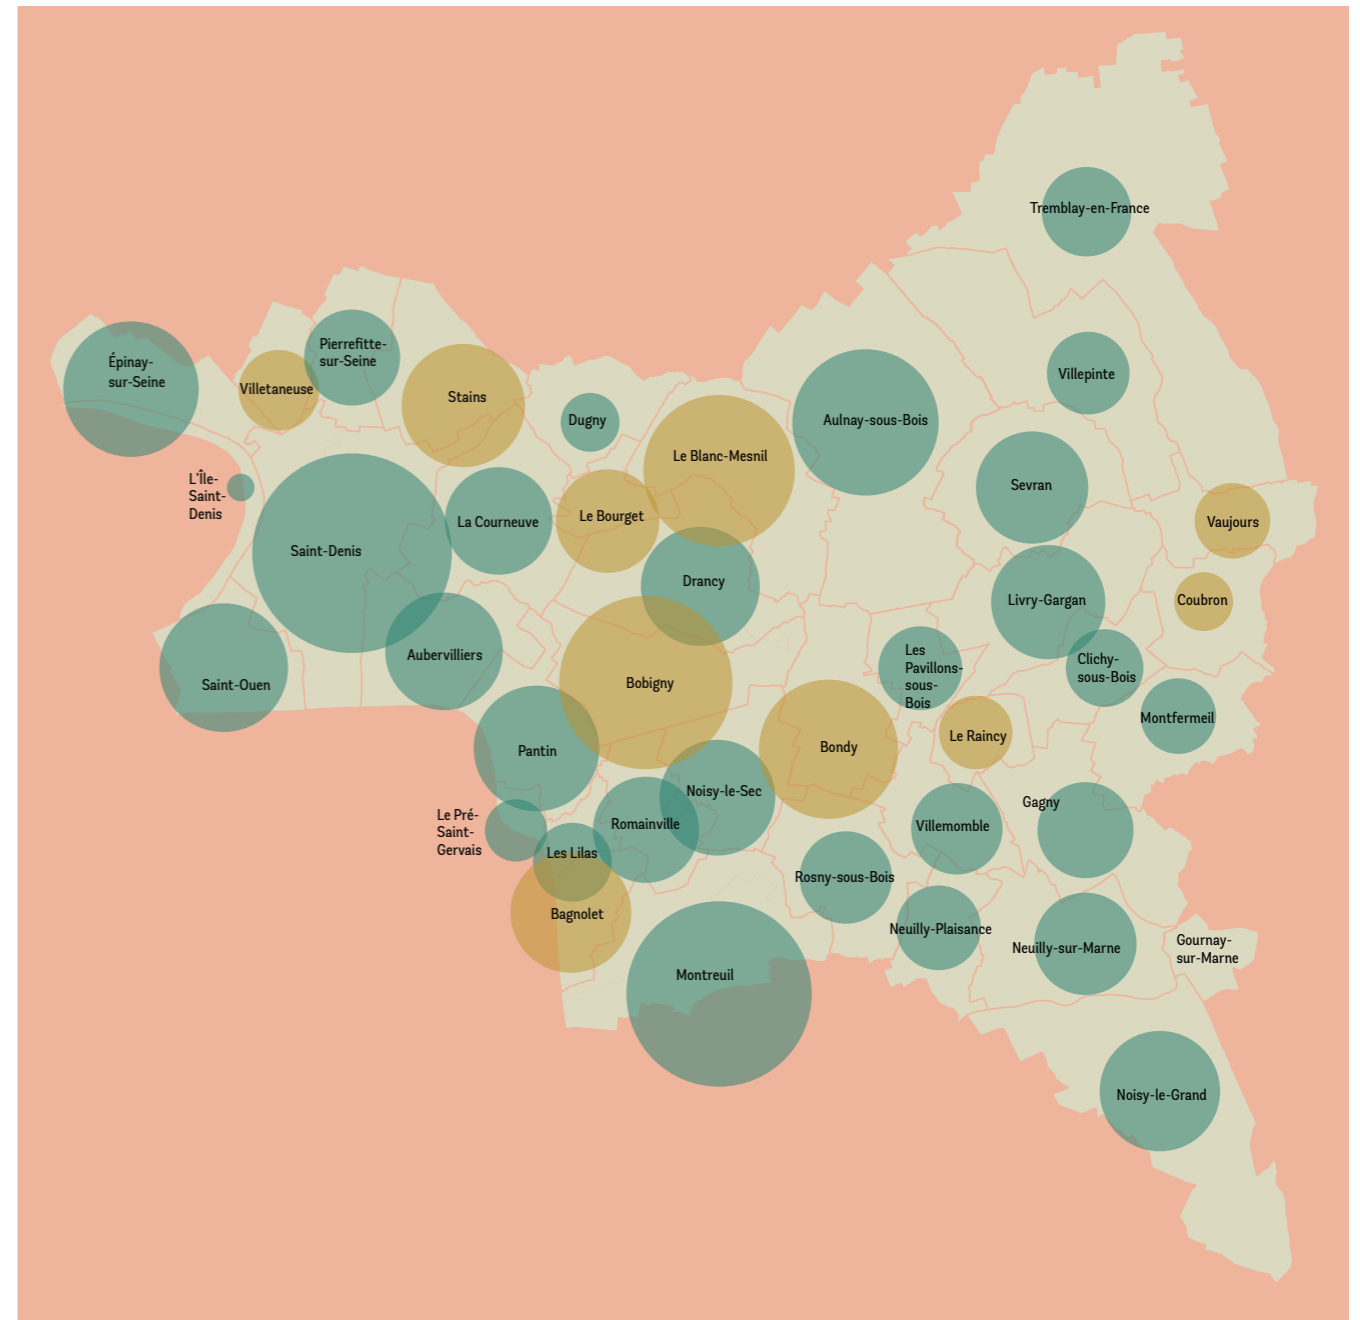 Tremblay-en-France
Épinay-
sur-Seine
Villetaneuse
Pierrefitte-
sur-Seine
Stains
Dugny
Le Blanc-Mesnil
Aulnay-sous-Bois
Villepinte
L'Île-
Saint-
Denis
Saint-Denis
La Courneuve
Le Bourget
Drancy
Sevran
Vaujours
Livry-Gargan
Coubron
Saint-Ouen
Aubervilliers
Bobigny
Les
Pavillons-
sous-
Bois
Clichy-
sous-Bois
Montfermeil
Pantin
Bondy
Le Raincy
Noisy-le-Sec
Le Pré-
Saint-
Gervais
Romainville
Les Lilas
Villemomble
Gagny
Rosny-sous-Bois
Bagnolet
Neuilly-Plaisance
Neuilly-sur-Marne
Gournay-
sur-Marne
Montreuil
Noisy-le-Grand